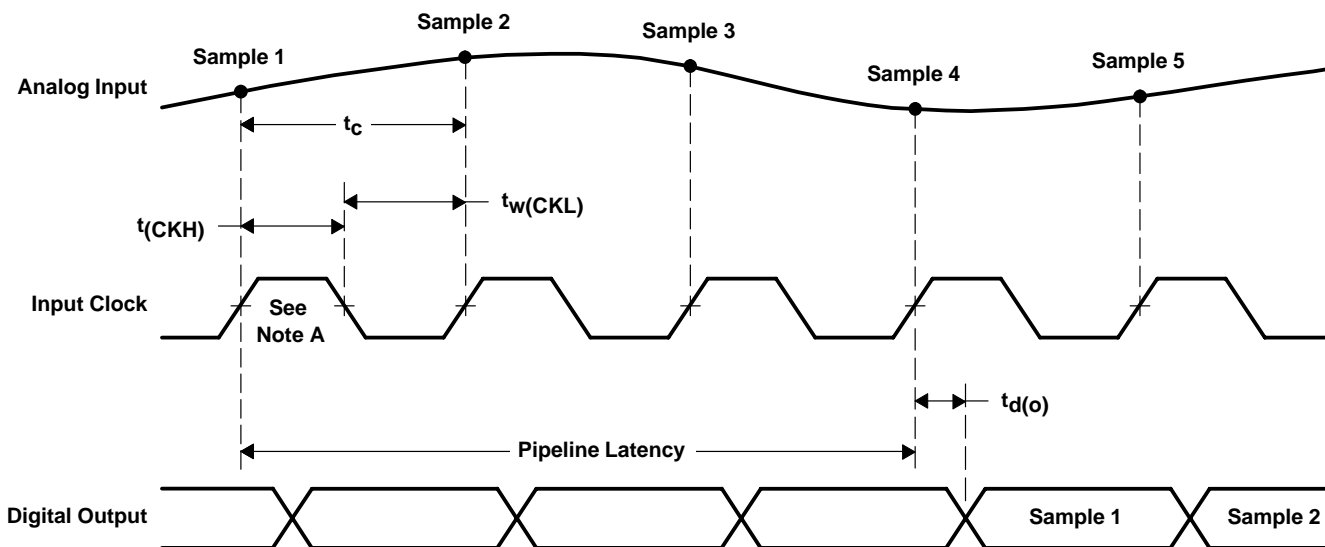 Sample 1
Sample 2
Sample 3
Sample 4
Sample 5
Analog Input
tc
tw(CKL)
t(CKH)
Input Clock
See
Note A
td(o)
Pipeline Latency
Digital Output
Sample 1
Sample 2